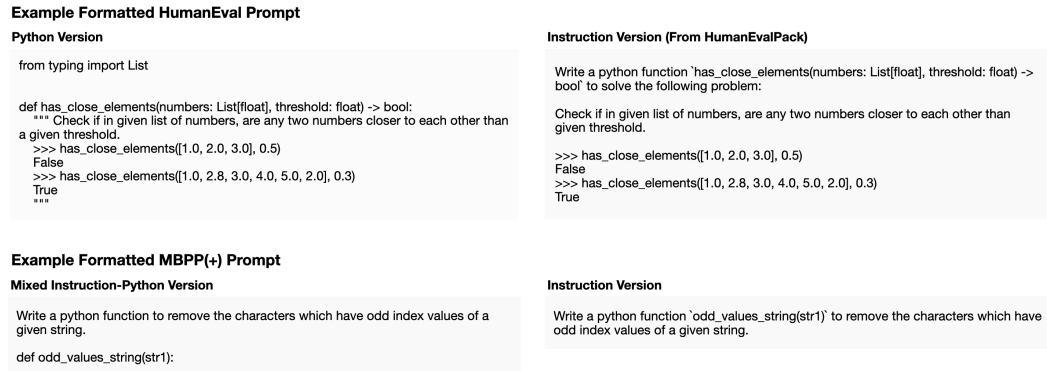 Example Formatted HumanEval Prompt
Python Version
from typing import List
def has_close_elements(numbers: List[float], threshold: float) -> bool:
""" Check if in given list of numbers, are any two numbers closer to each other than
a given threshold.
>>> has_close_elements([1.0, 2.0, 3.0], 0.5)
False
>>> has_close_elements([1.0, 2.8, 3.0, 4.0, 5.0, 2.0], 0.3)
True
"""
Instruction Version (From HumanEvalPack)
Write a python function `has_close_elements(numbers: List[float], threshold: float) ->
bool` to solve the following problem:
Check if in given list of numbers, are any two numbers closer to each other than
given threshold.
>>> has_close_elements([1.0, 2.0, 3.0], 0.5)
False
>>> has_close_elements([1.0, 2.8, 3.0, 4.0, 5.0, 2.0], 0.3)
True
Example Formatted MBPP(+) Prompt
Mixed Instruction-Python Version
Write a python function to remove the characters which have odd index values of a
given string.
def odd_values_string(str1):
Instruction Version
Write a python function `odd_values_string(str1)` to remove the characters which have
odd index values of a given string.